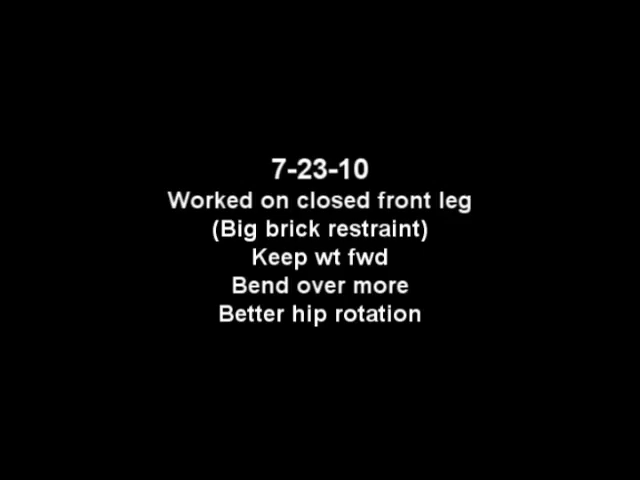 7-23-10
Worked on closed front leg
(Big brick restraint)
Keep wt fwd
Bend over more
Better hip rotation